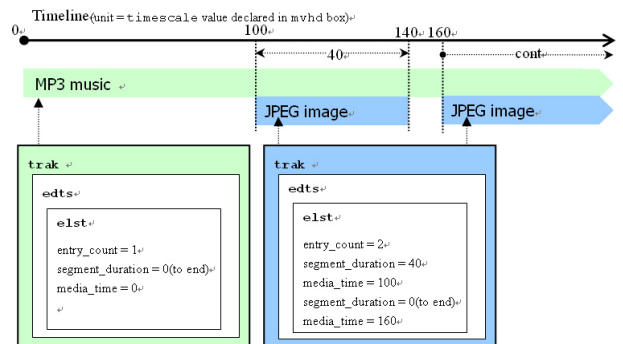 Timeline(unit = timescale value declared in mvhd box)
0
100
140
160
40
cont
MP3 music
JPEG image
JPEG image
trak
edts
elst
entry_count = 1
segment_duration = 0(to end)
media_time = 0
trak
edts
elst
entry_count = 2
segment_duration = 40
media_time = 100
segment_duration = 0(to end)
media_time = 160